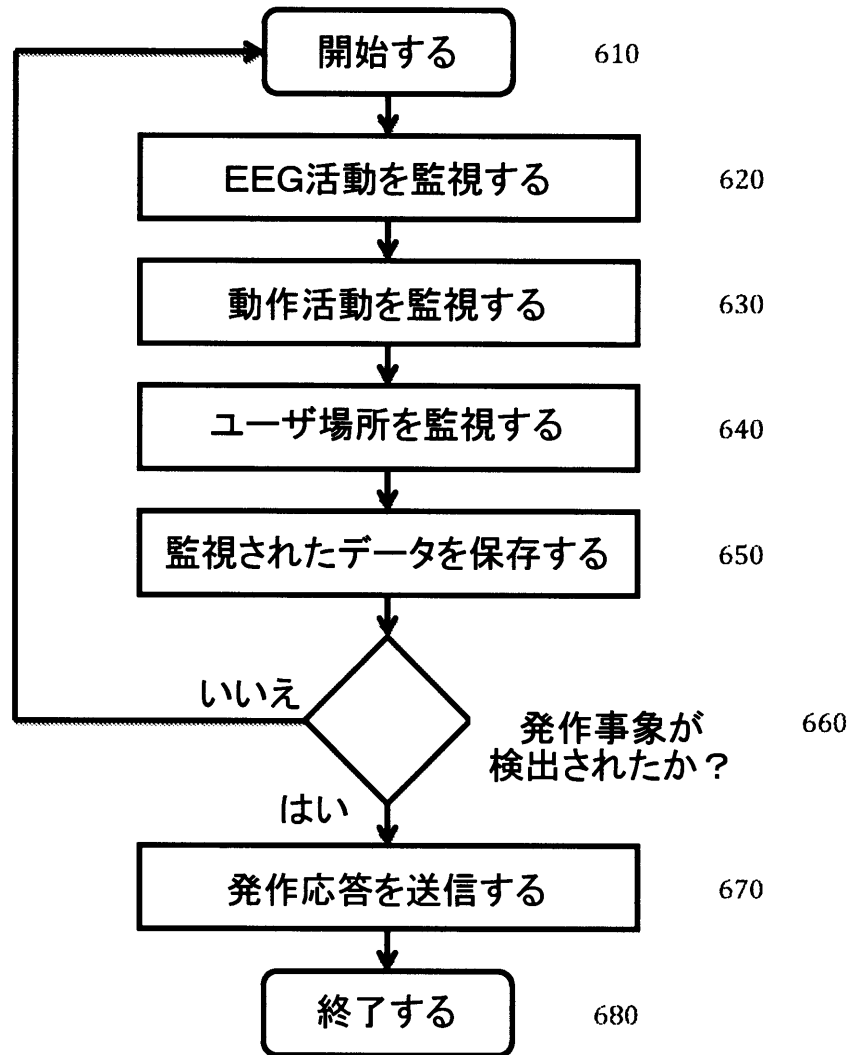 開始する 610
EEG活動を監視する 620
動作活動を監視する 630
ユーザ場所を監視する 640
監視されたデータを保存する 650
いいえ
発作事象が 660
検出されたか？
はい
発作応答を送信する 670
終了する 680